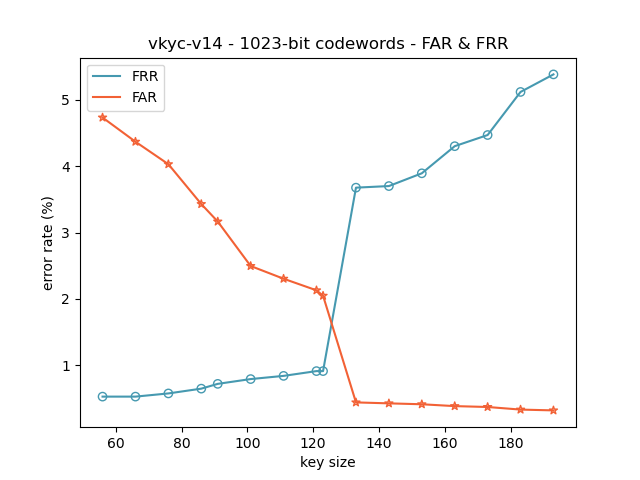 vkyc-v14 - 1023-bit codewords - FAR & FRR
FRR
FAR
error rate (%)
5
4
3
2
1
60 80 100 120 140 160 180
key size